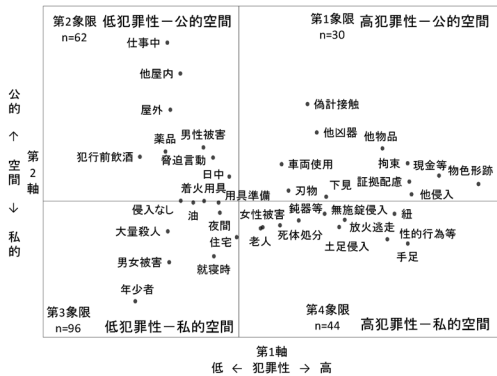 第2象限 低犯罪性－公的空間
n=62
第1象限 高犯罪性－公的空間
n=30
仕事中
他屋内
屋外
偽計接触
他凶器
薬品
男性被害
他物品
犯行前飲酒
脅迫言動
車両使用
拘束
現金等
物色形跡
日中
証拠配慮
着火用具
用具準備
刃物
下見
他侵入
侵入なし
油
夜間
女性被害
鈍器等
無施錠侵入
紐
大量殺人
住宅
老人
死体処分
放火逃走
性的行為等
土足侵入
手足
男女被害
就寝時
年少者
第3象限 低犯罪性－私的空間
n=96
第4象限 高犯罪性－私的空間
n=44
公的 ↑ 空間 ↓ 私的
第2軸
第1軸
低 ← 犯罪性 → 高